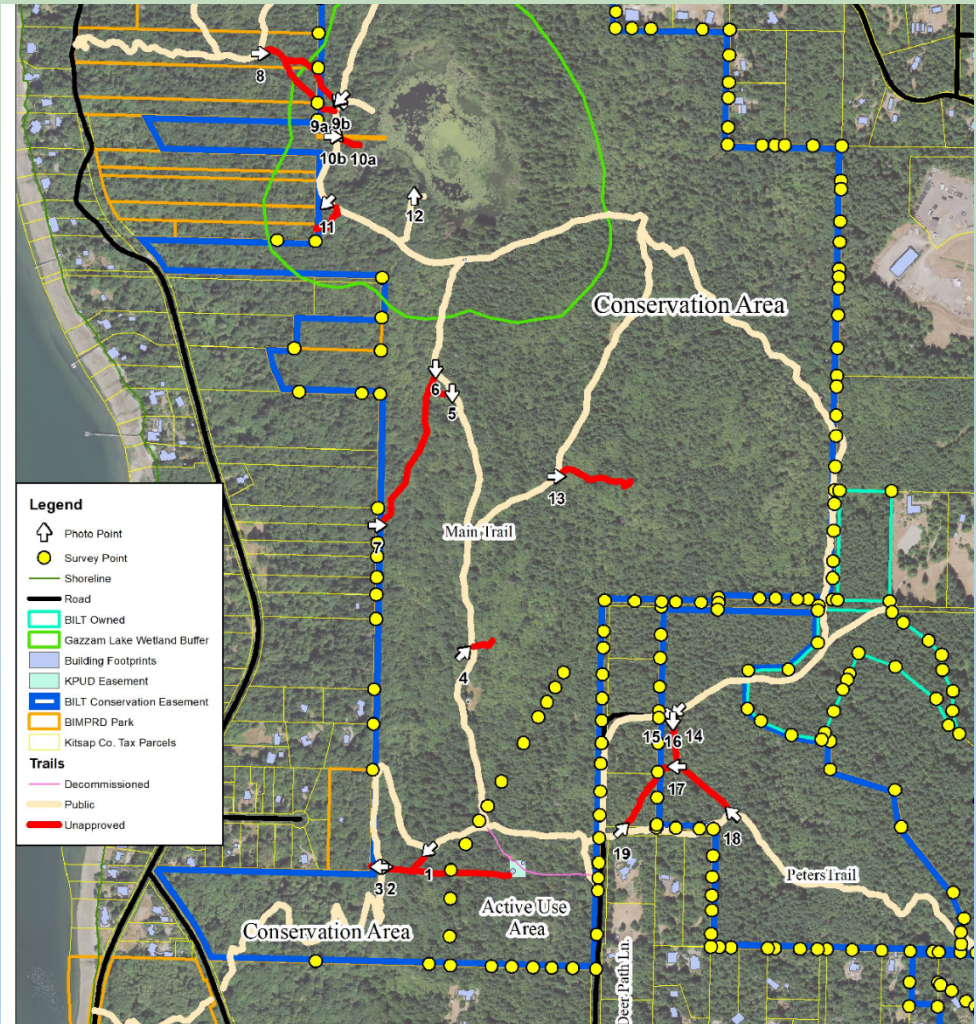 8
9a 9b
10b 10a
12
11
Conservation Area
6
5
13
Main Trail
7
4
15 16 14
17
18
19
1
3 2
Peters Trail
Active Use
Area
Conservation Area
Deer Path Ln.
Legend
Photo Point
Survey Point
Shoreline
Road
BILT Owned
Gazzam Lake Wetland Buffer
Building Footprints
KPUD Easement
BILT Conservation Easement
BIMPRD Park
Kitsap Co. Tax Parcels
Trails
Decommissioned
Public
Unapproved